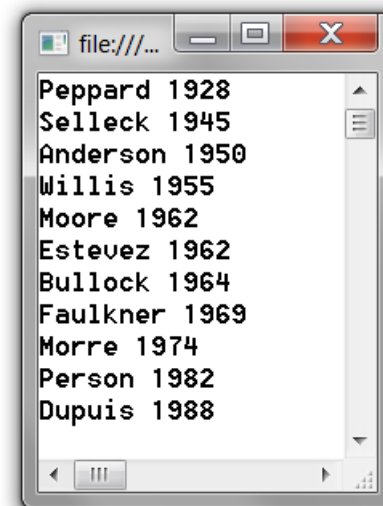 file:///...
Peppard 1928
Selleck 1945
Anderson 1950
Willis 1955
Moore 1962
Estevez 1962
Bullock 1964
Faulkner 1969
Morre 1974
Person 1982
Dupuis 1988